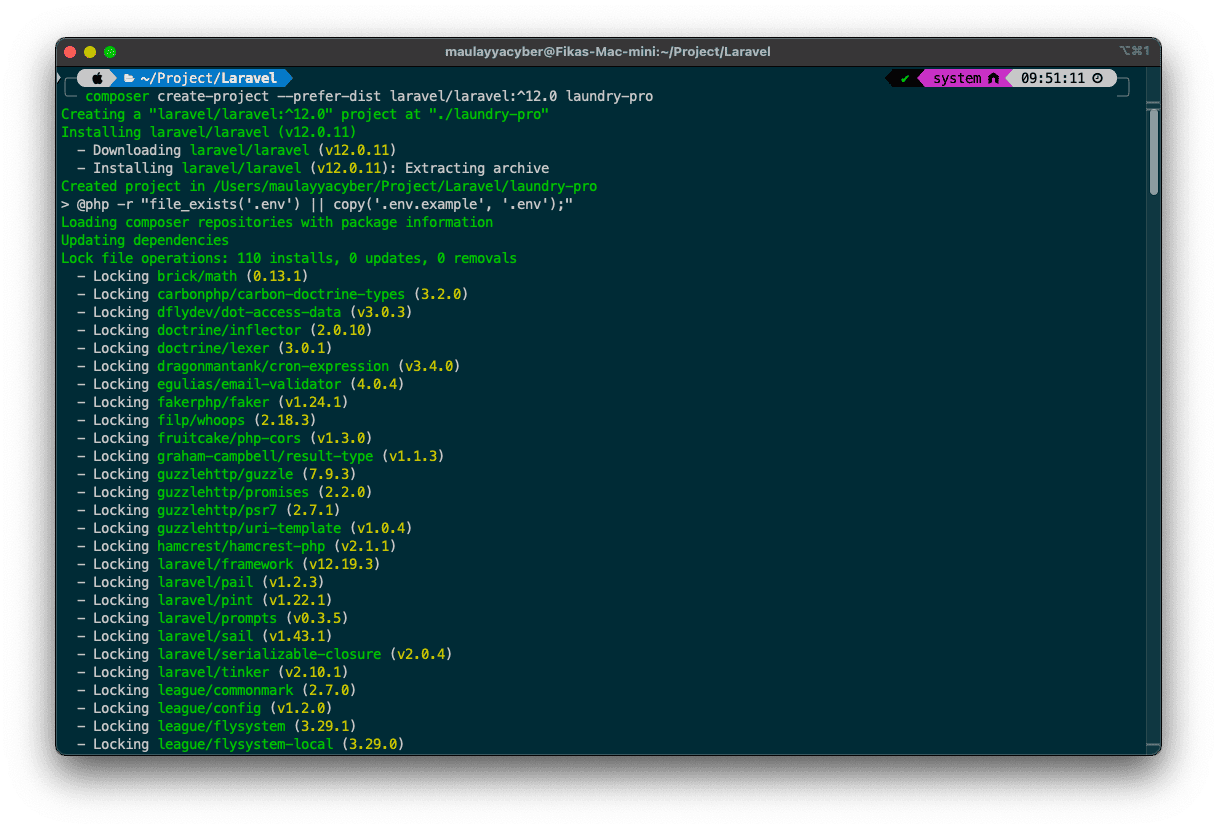 maulayyacyber@Fikas-Mac-mini:~/Project/Laravel
⌥⌘1
~/Project/Laravel
✔ system 09:51:11
composer create-project --prefer-dist laravel/laravel:^12.0 laundry-pro
Creating a "laravel/laravel:^12.0" project at "./laundry-pro"
Installing laravel/laravel (v12.0.11)
- Downloading laravel/laravel (v12.0.11)
- Installing laravel/laravel (v12.0.11): Extracting archive
Created project in /Users/maulayyacyber/Project/Laravel/laundry-pro
> @php -r "file_exists('.env') || copy('.env.example', '.env');"
Loading composer repositories with package information
Updating dependencies
Lock file operations: 110 installs, 0 updates, 0 removals
- Locking brick/math (0.13.1)
- Locking carbonphp/carbon-doctrine-types (3.2.0)
- Locking dflydev/dot-access-data (v3.0.3)
- Locking doctrine/inflector (2.0.10)
- Locking doctrine/lexer (3.0.1)
- Locking dragonmantank/cron-expression (v3.4.0)
- Locking egulias/email-validator (4.0.4)
- Locking fakerphp/faker (v1.24.1)
- Locking filp/whoops (2.18.3)
- Locking fruitcake/php-cors (v1.3.0)
- Locking graham-campbell/result-type (v1.1.3)
- Locking guzzlehttp/guzzle (7.9.3)
- Locking guzzlehttp/promises (2.2.0)
- Locking guzzlehttp/psr7 (2.7.1)
- Locking guzzlehttp/uri-template (v1.0.4)
- Locking hamcrest/hamcrest-php (v2.1.1)
- Locking laravel/framework (v12.19.3)
- Locking laravel/pail (v1.2.3)
- Locking laravel/pint (v1.22.1)
- Locking laravel/prompts (v0.3.5)
- Locking laravel/sail (v1.43.1)
- Locking laravel/serializable-closure (v2.0.4)
- Locking laravel/tinker (v2.10.1)
- Locking league/commonmark (2.7.0)
- Locking league/config (v1.2.0)
- Locking league/flysystem (3.29.1)
- Locking league/flysystem-local (3.29.0)